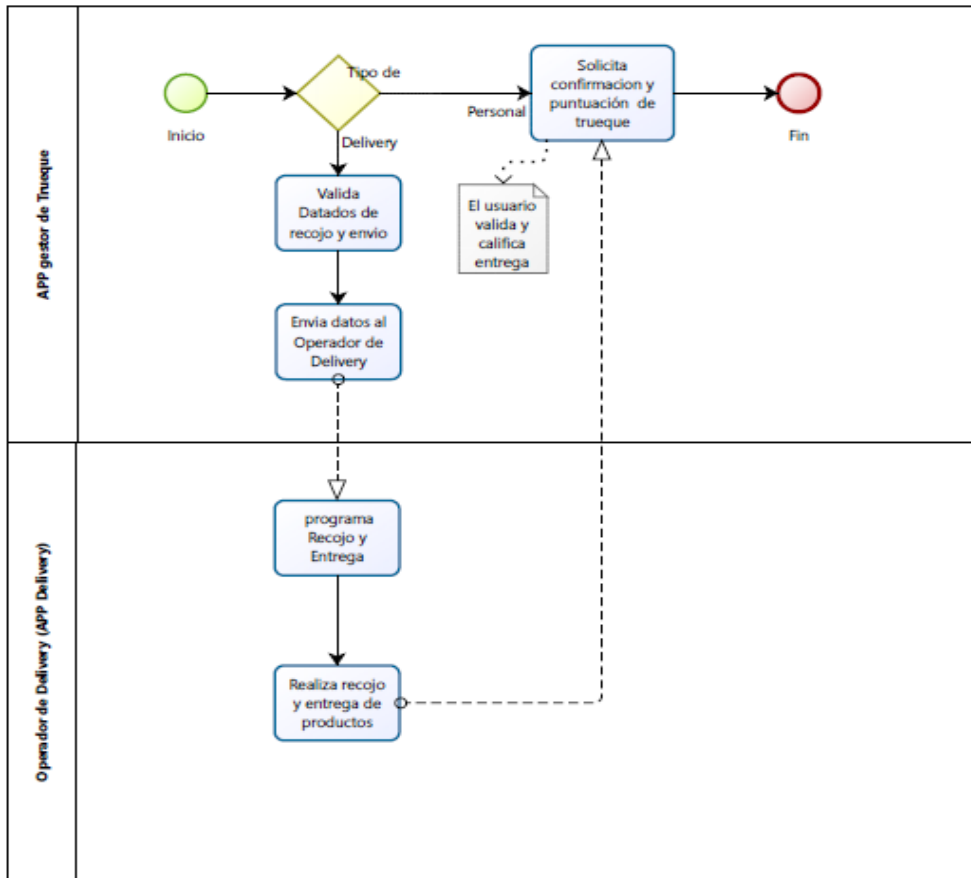 APP gestor de Trueque
Inicio
Tipo de
Delivery
Personal
Solicita
confirmacion y
puntuación de
trueque
Fin
Valida
Datados de
recojo y envio
El usuario
valida y
califica
entrega
Envia datos al
Operador de
Delivery
Operador de Delivery (APP Delivery)
programa
Recojo y
Entrega
Realiza recojo
y entrega de
productos